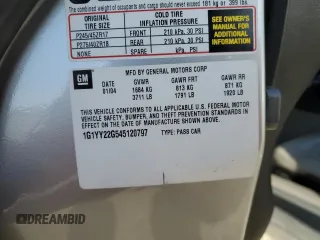 combined weight of occupants and cargo should never exceed 181 kg or 399 lbs.
ORIGINAL TIRE SIZE
COLD TIRE INFLATION PRESSURE
SEE OWNER'S MANUAL FOR ADDITIONAL INFORMATION
P245/45ZR17 FRONT 210 kPa, 30 PSI
P275/40ZR18 REAR 210 kPa, 30 PSI
NONE SPARE kPa, PSI
GM
MFD BY GENERAL MOTORS CORP
DATE GVWR GAWR FRT GAWR RR
01/04 1684 KG 813 KG 871 KG
3711 LB 1791 LB 1920 LB
THIS VEHICLE CONFORMS TO ALL APPLICABLE U.S. FEDERAL
VEHICLE SAFETY, BUMPER, AND THEFT PREVENTION STANDARDS
IN EFFECT ON THE DATE OF MANUFACTURE SHOWN ABOVE.
1G1YY22G545120797 TYPE: PASS CAR
DREAMBID